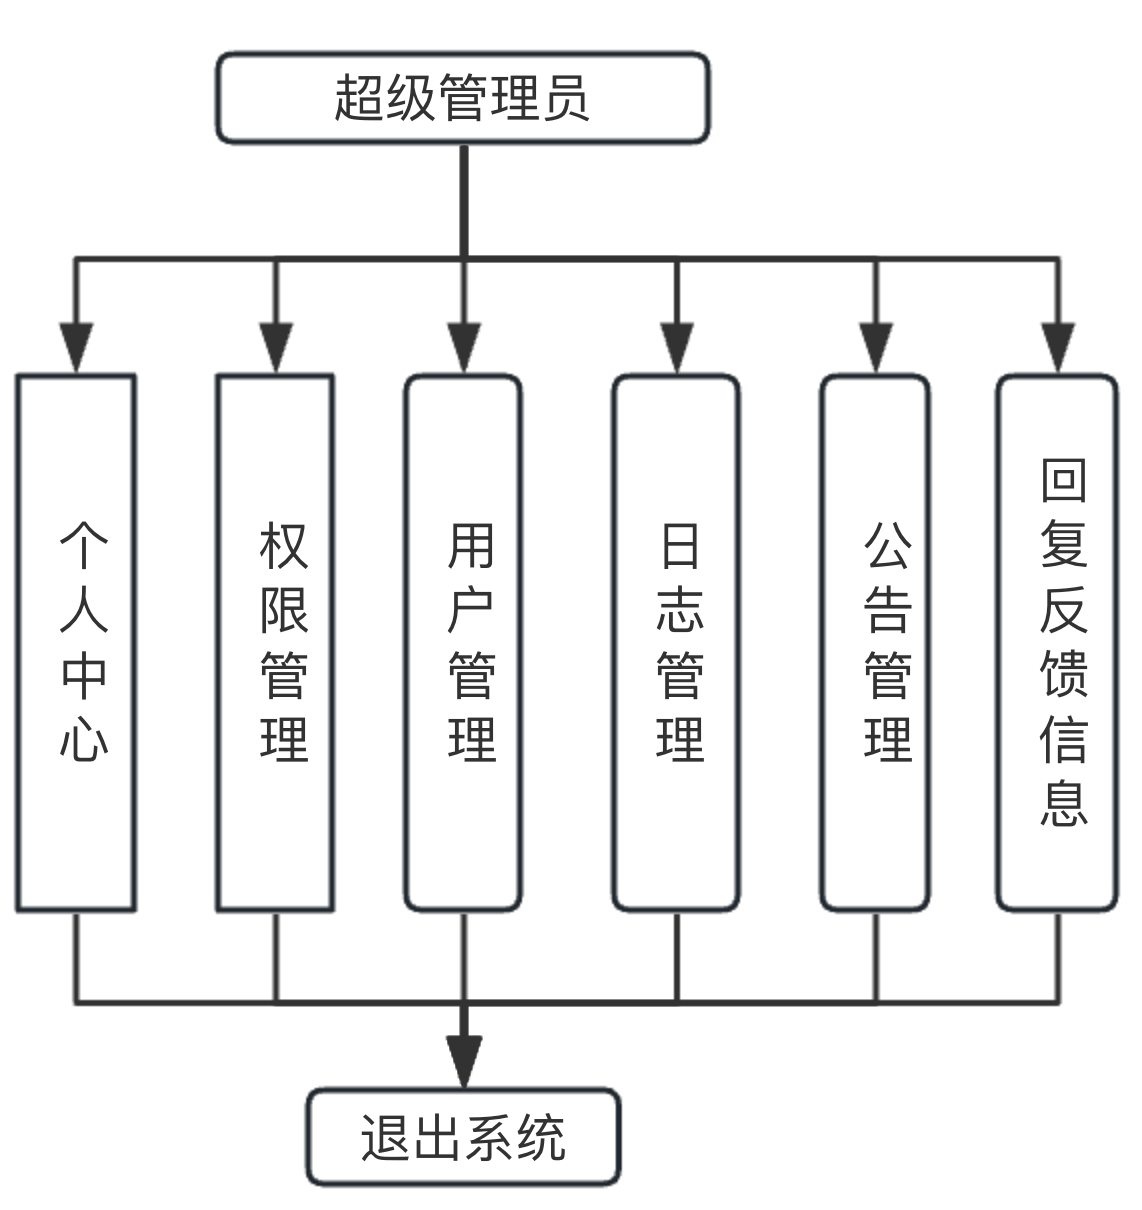 超级管理员
个人中心
权限管理
用户管理
日志管理
公告管理
回复反馈信息
退出系统